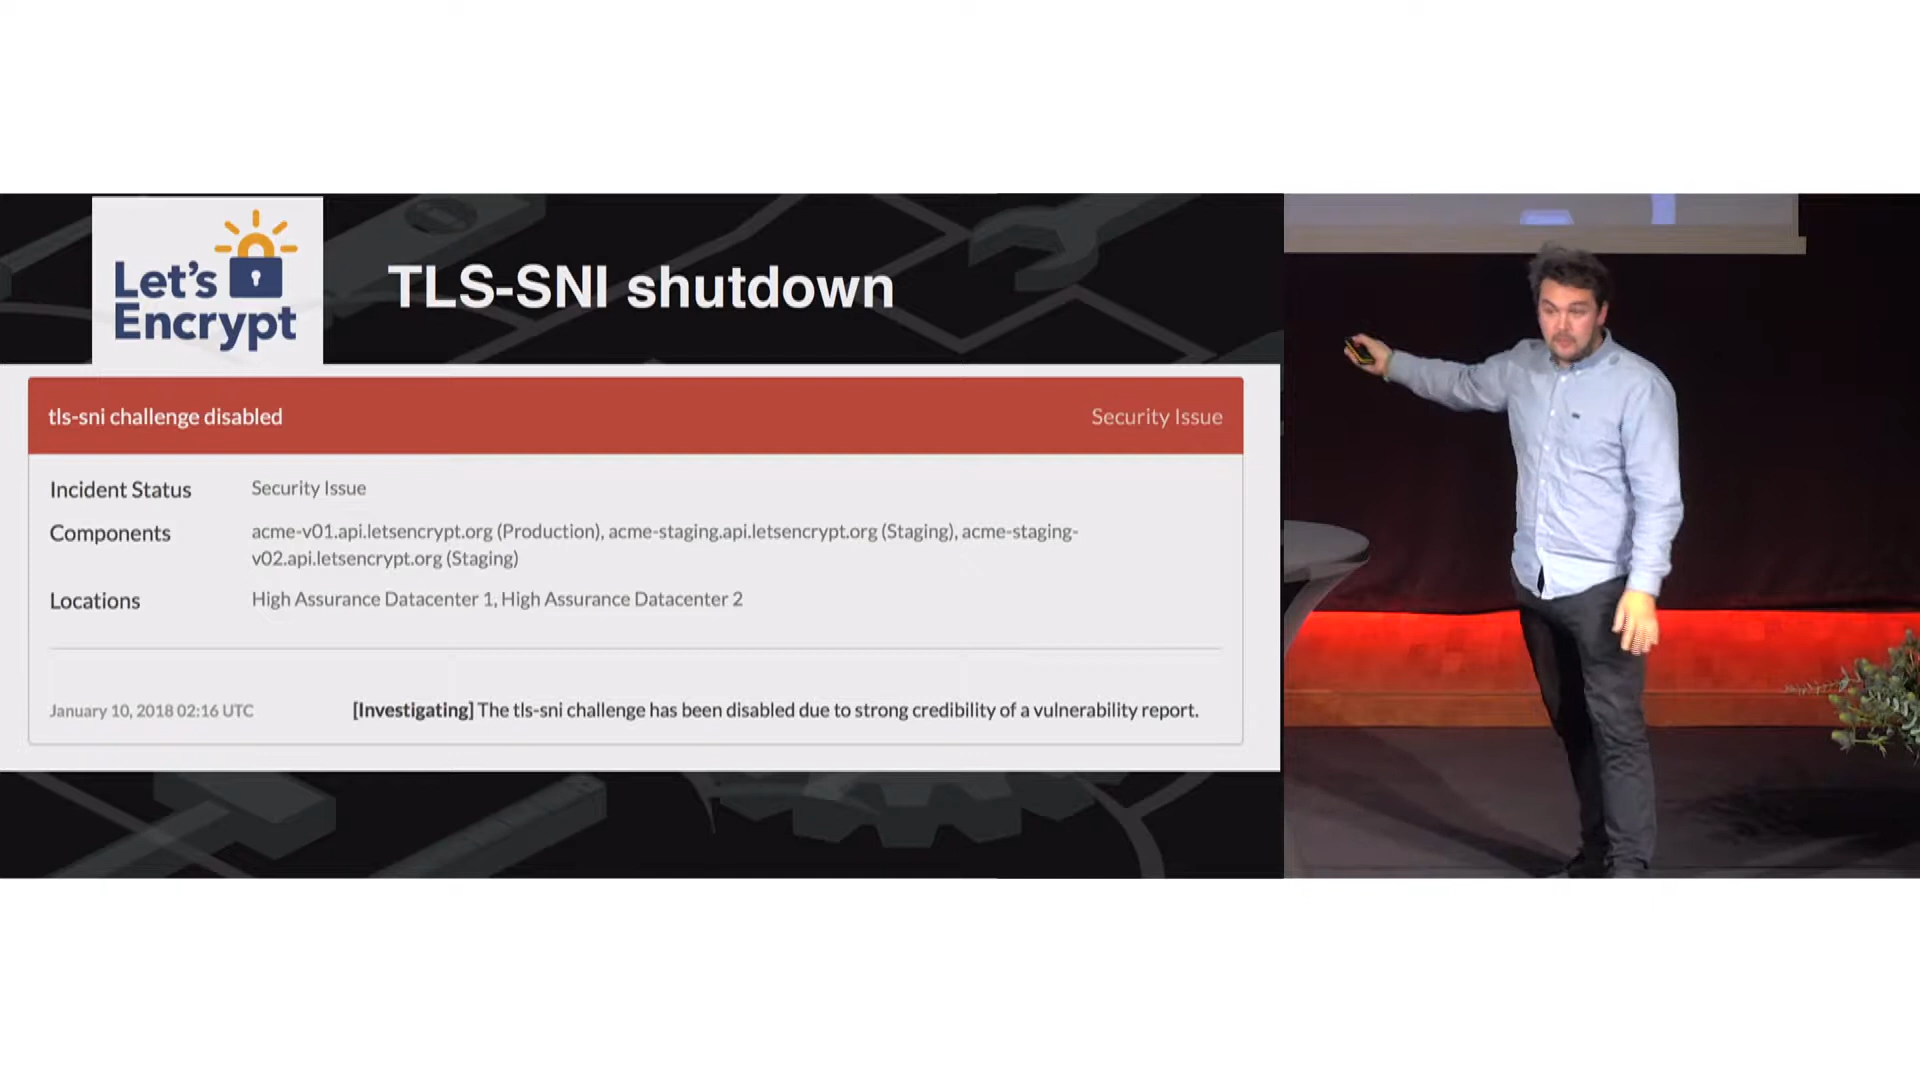 Let's
Encrypt
TLS-SNI shutdown
tls-sni challenge disabled
Security Issue
Incident Status
Security Issue
Components
acme-v01.api.letsencrypt.org (Production), acme-staging.api.letsencrypt.org (Staging), acme-staging-
v02.api.letsencrypt.org (Staging)
Locations
High Assurance Datacenter 1, High Assurance Datacenter 2
January 10, 2018 02:16 UTC
[Investigating] The tls-sni challenge has been disabled due to strong credibility of a vulnerability report.